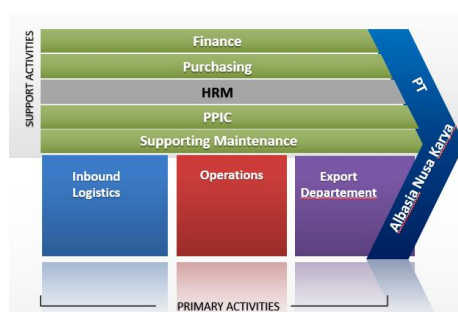 SUPPORT ACTIVITIES
Finance
Purchasing
HRM
PPIC
Supporting Maintenance
PT
Albasia Nusa Karya
Inbound
Logistics
Operations
Export
Departement
PRIMARY ACTIVITIES